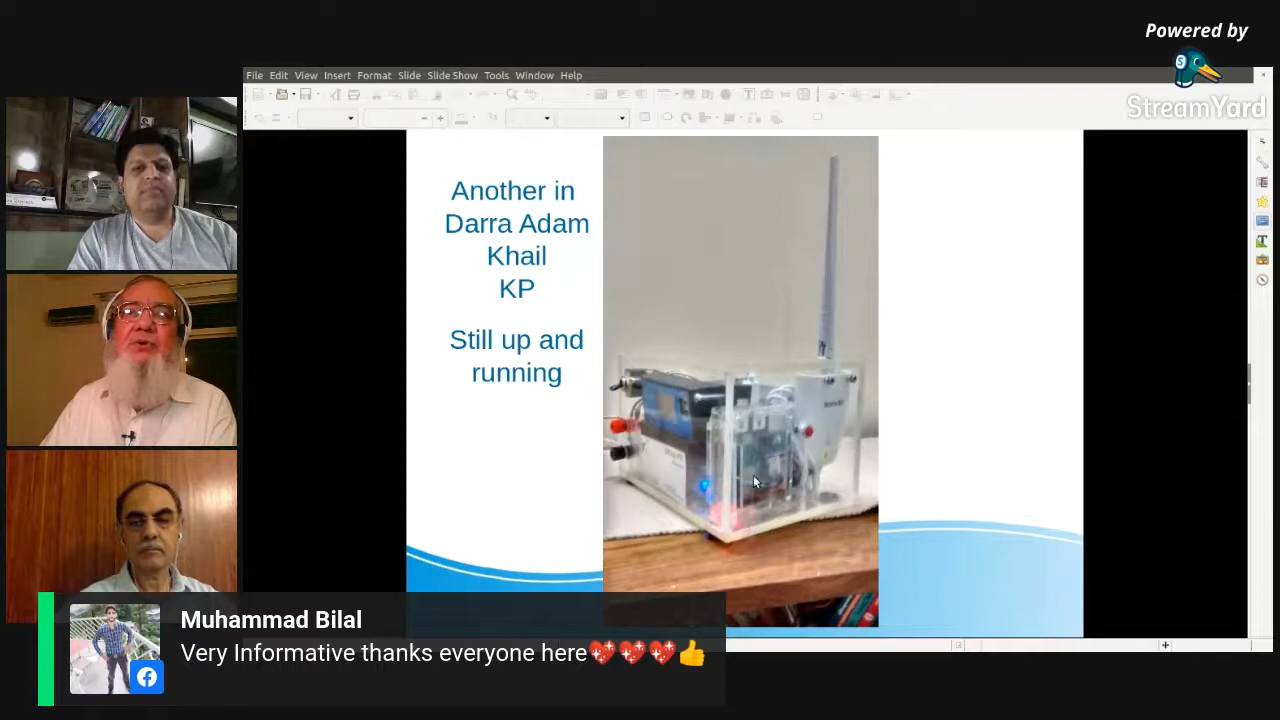 Powered by
StreamYard
File Edit View Insert Format Slide Slide Show Tools Window Help
Another in
Darra Adam
Khail
KP
Still up and
running
Muhammad Bilal
Very Informative thanks everyone here💖💖💖👍